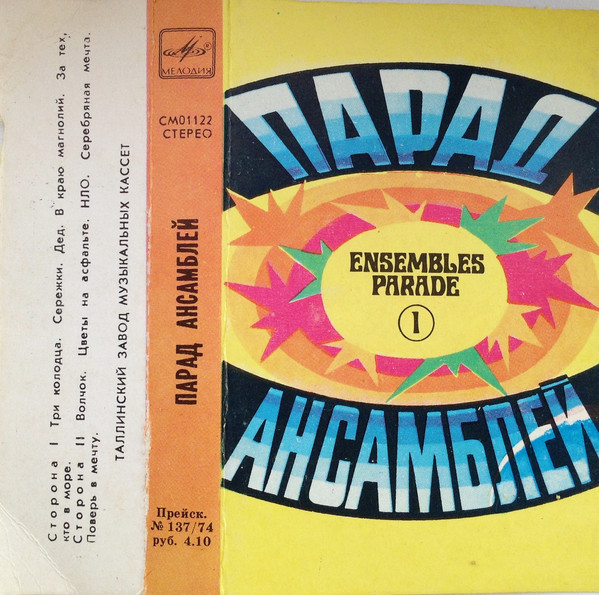 Сторона I Три колодца. Сережки. Дед. В краю магнолий. За тех,
кто в море.
Сторона II Волчок. Цветы на асфальте. НЛО. Серебряная мечта.
Поверь в мечту.
ТАЛЛИНСКИЙ ЗАВОД МУЗЫКАЛЬНЫХ КАССЕТ
МЕЛОДИЯ
СМ01122
СТЕРЕО
ПАРАД АНСАМБЛЕЙ
Прейск.
№ 137/74
руб. 4.10
ПАРАД
ENSEMBLES
PARADE
1
АНСАМБЛЕЙ